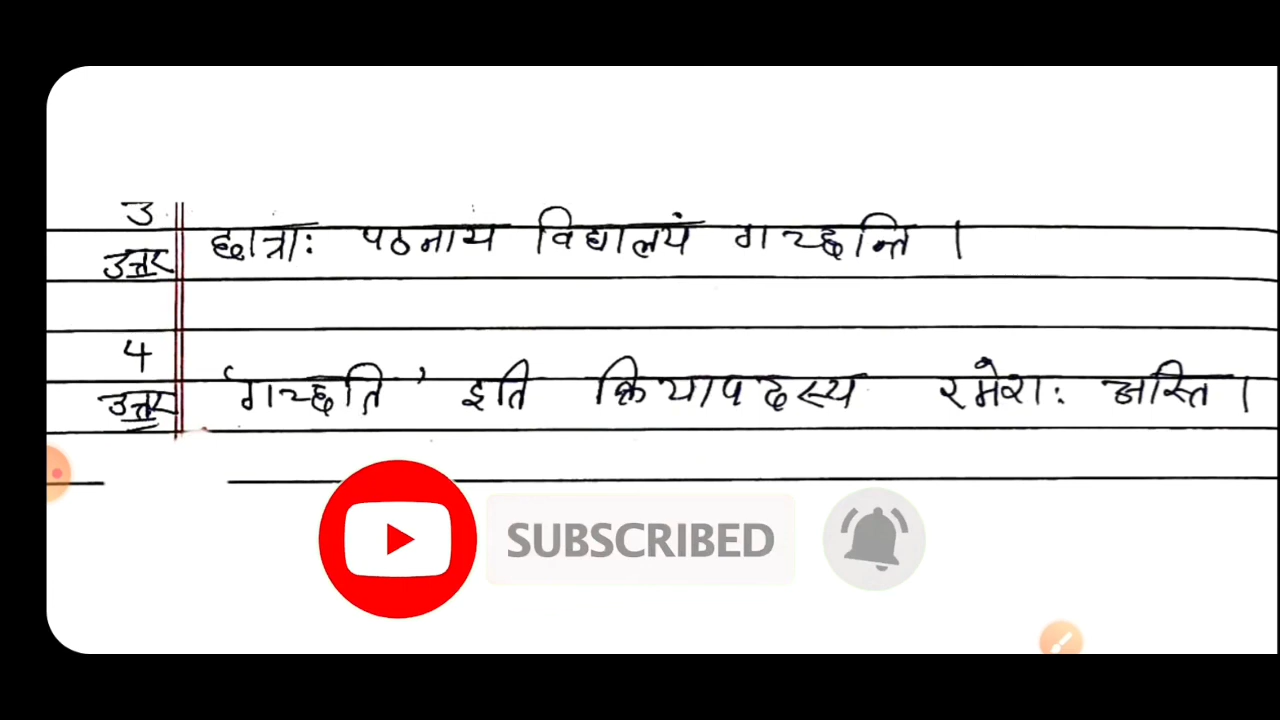 3
उत्तर छात्राः पठनाय विद्यालयं गच्छन्ति ।
4
उत्तर 'गच्छति' इति क्रियापदस्य रमेशः अस्ति ।
SUBSCRIBED